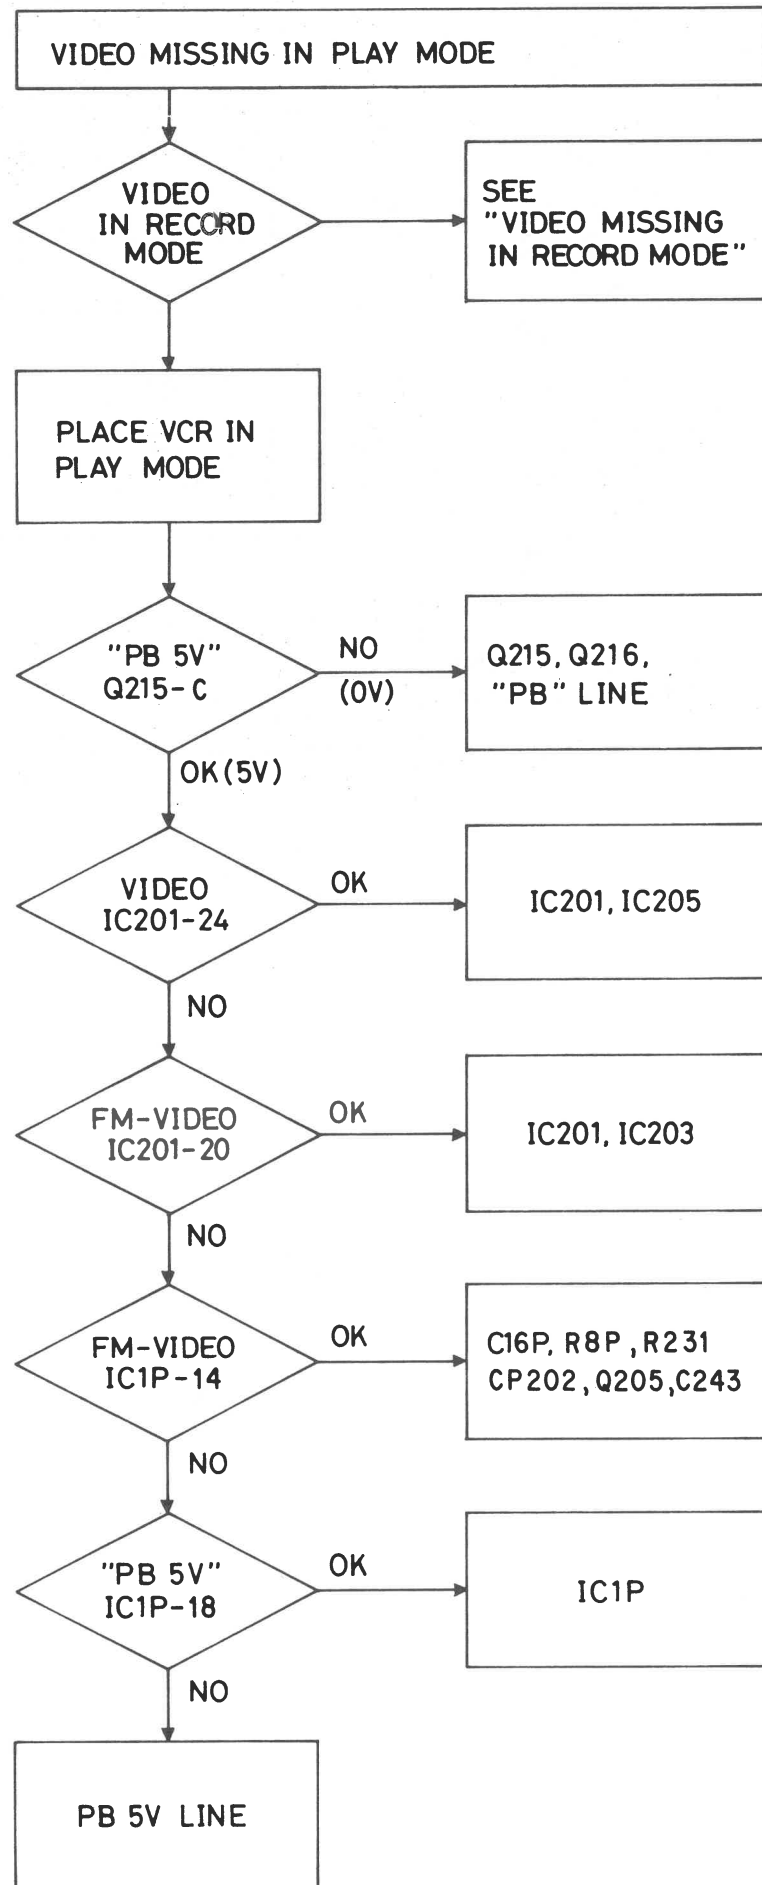 VIDEO MISSING IN PLAY MODE
VIDEO
IN RECORD
MODE
SEE
"VIDEO MISSING
IN RECORD MODE"
PLACE VCR IN
PLAY MODE
"PB 5V"
Q215-C
NO
(0V)
Q215, Q216,
"PB" LINE
OK(5V)
VIDEO
IC201-24
OK
IC201, IC205
NO
FM-VIDEO
IC201-20
OK
IC201, IC203
NO
FM-VIDEO
IC1P-14
OK
C16P, R8P, R231
CP202, Q205, C243
NO
"PB 5V"
IC1P-18
OK
IC1P
NO
PB 5V LINE